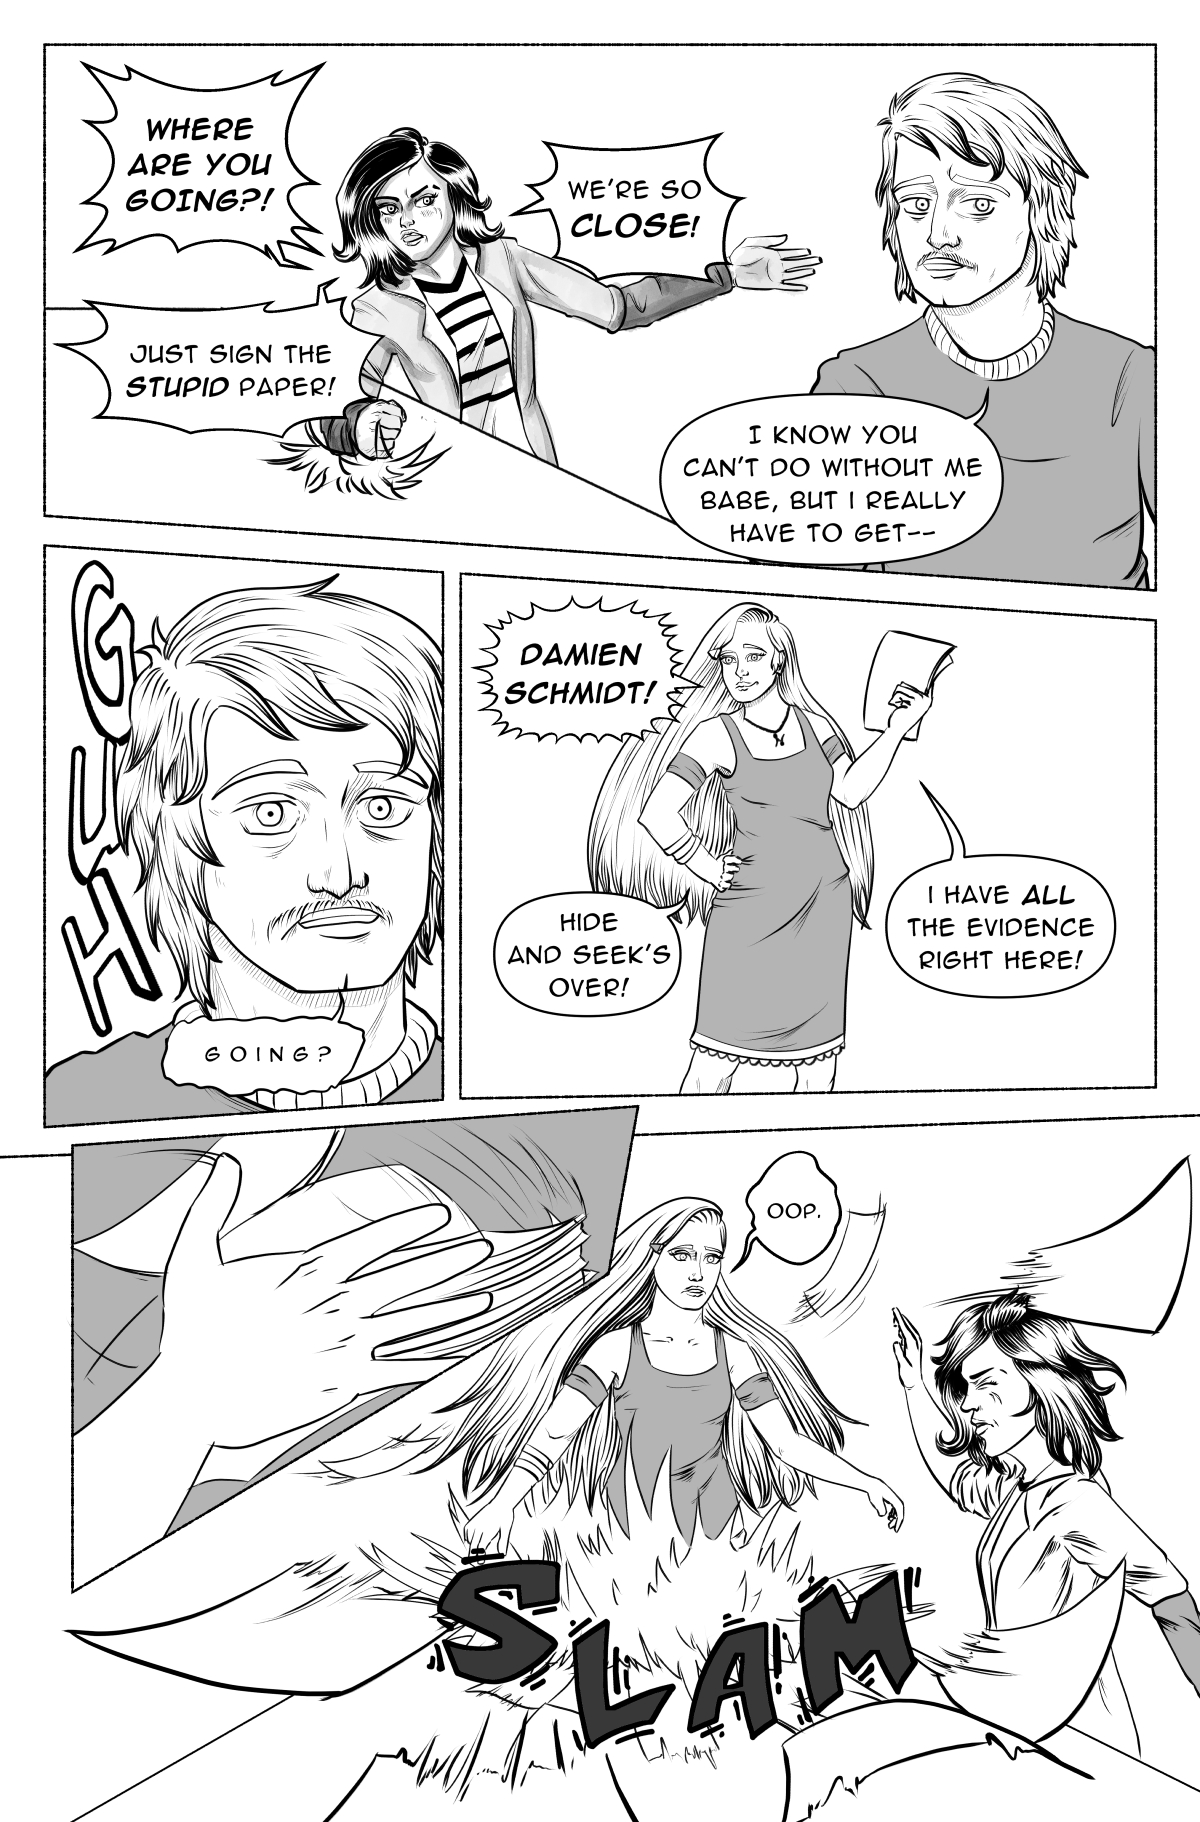 WHERE
ARE YOU
GOING?!
WE'RE SO
CLOSE!
JUST SIGN THE
STUPID PAPER!
I KNOW YOU
CAN'T DO WITHOUT ME
BABE, BUT I REALLY
HAVE TO GET--
GUH
GOING?
DAMIEN
SCHMIDT!
I HAVE ALL
THE EVIDENCE
RIGHT HERE!
HIDE
AND SEEK'S
OVER!
OOP.
SLAM